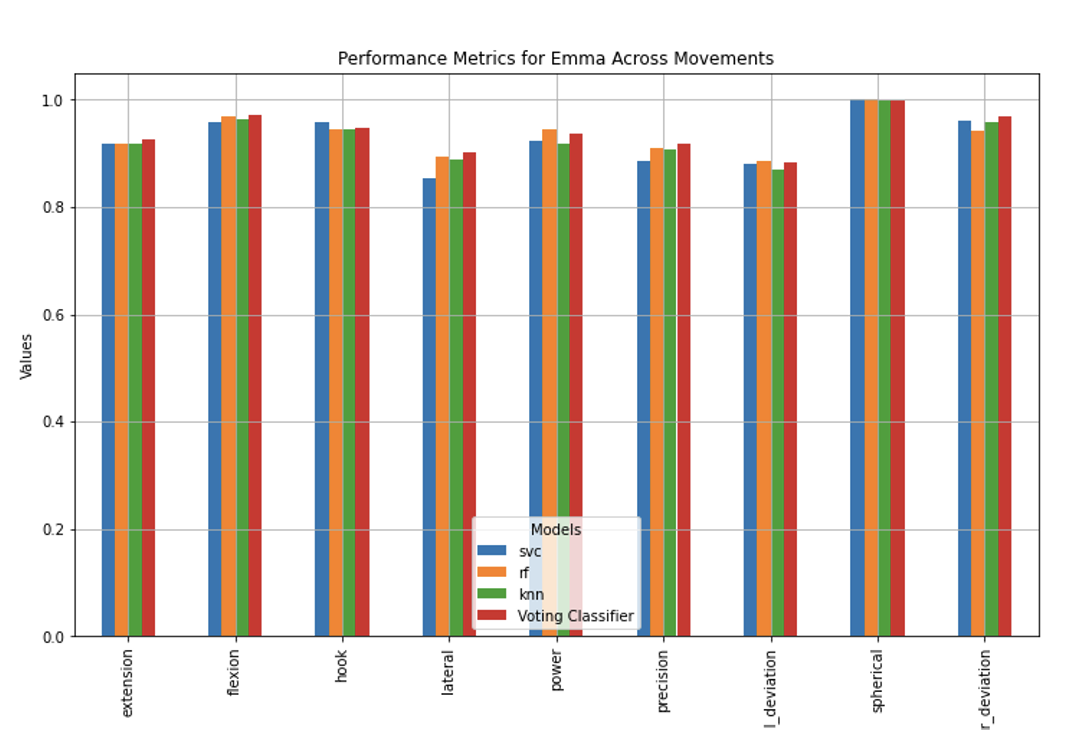 Performance Metrics for Emma Across Movements
Values
1.0
0.8
0.6
0.4
0.2
0.0
Models
svc
rf
knn
Voting Classifier
extension
flexion
hook
lateral
power
precision
l_deviation
spherical
r_deviation